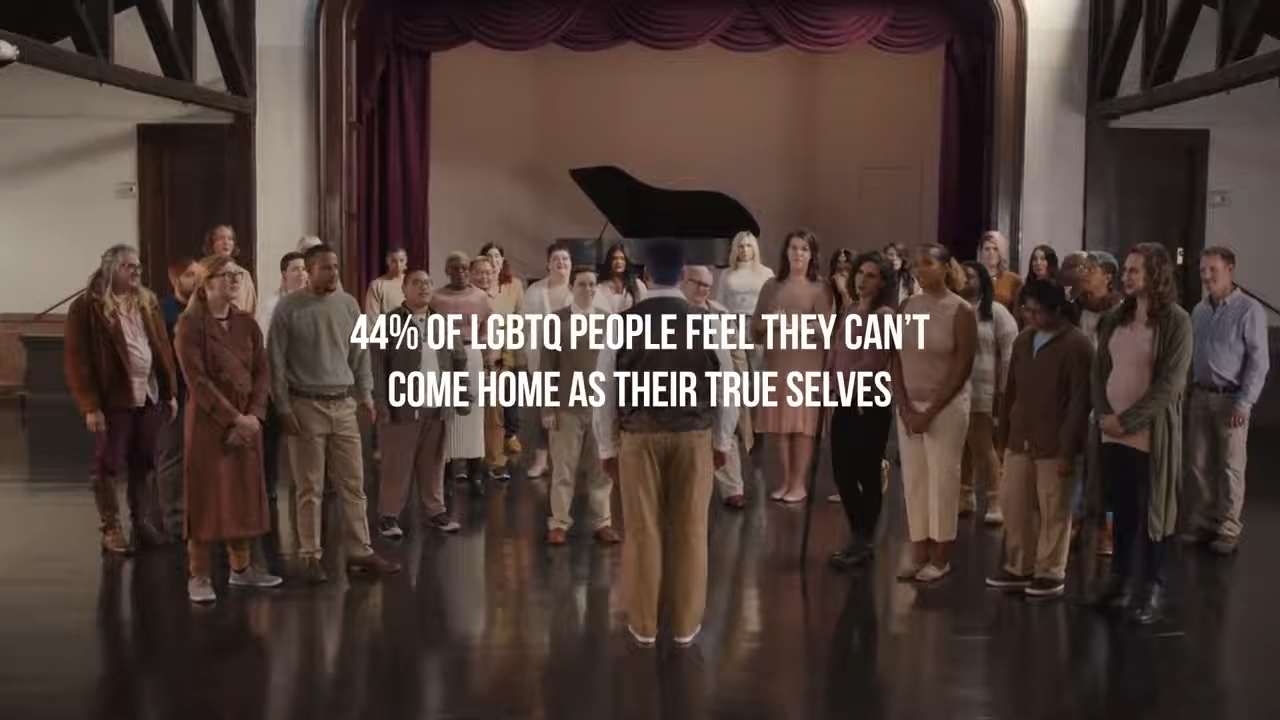 44% OF LGBTQ PEOPLE FEEL THEY CAN’T
COME HOME AS THEIR TRUE SELVES